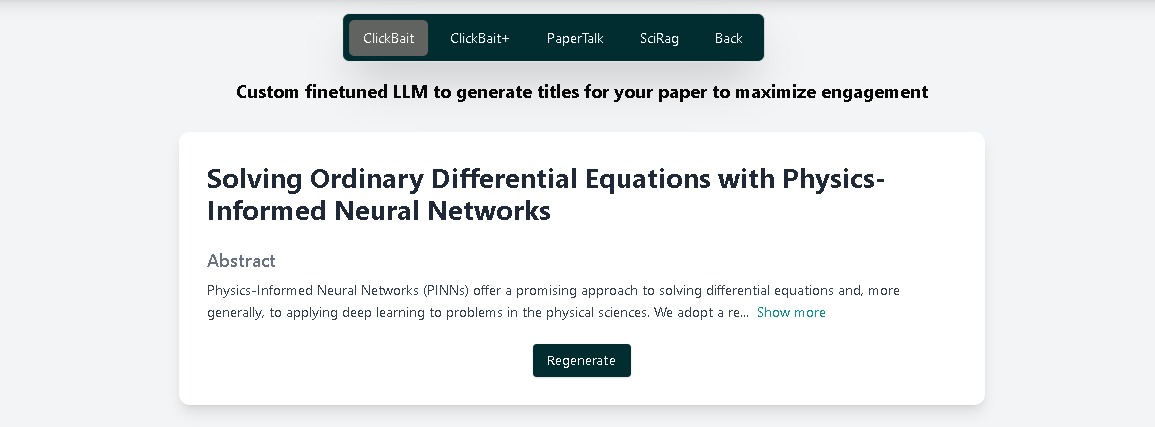 ClickBait ClickBait+ PaperTalk SciRag Back
Custom finetuned LLM to generate titles for your paper to maximize engagement
Solving Ordinary Differential Equations with Physics-
Informed Neural Networks
Abstract
Physics-Informed Neural Networks (PINNs) offer a promising approach to solving differential equations and, more
generally, to applying deep learning to problems in the physical sciences. We adopt a re... Show more
Regenerate